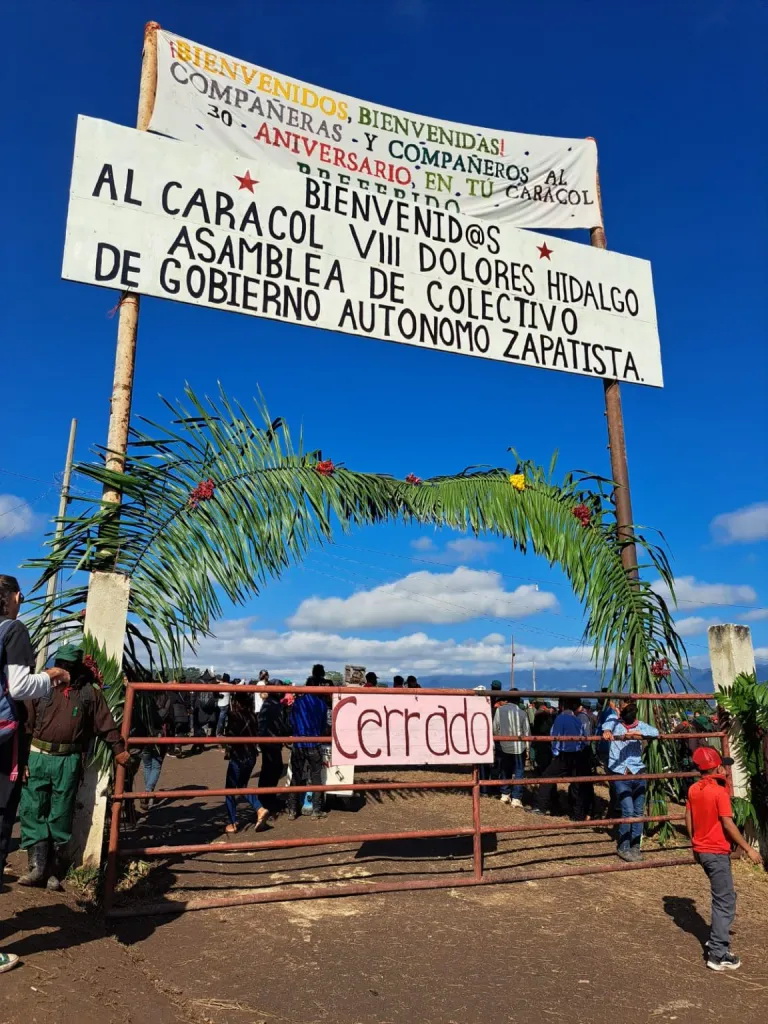 ¡BIENVENIDOS, BIENVENIDAS!
COMPAÑERAS - Y COMPAÑEROS, AL
30 - ANIVERSARIO, EN TU CARACOL
PREFERIDO
BIENVENID@S
AL CARACOL VIII DOLORES HIDALGO
ASAMBLEA DE COLECTIVO
DE GOBIERNO AUTONOMO ZAPATISTA.
Cerrado